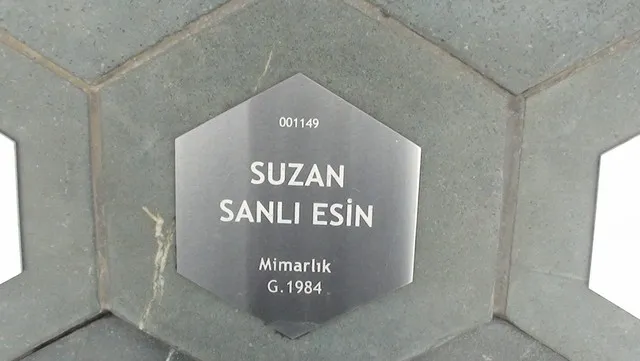 001149
SUZAN
SANLI ESİN
Mimarlık
G.1984